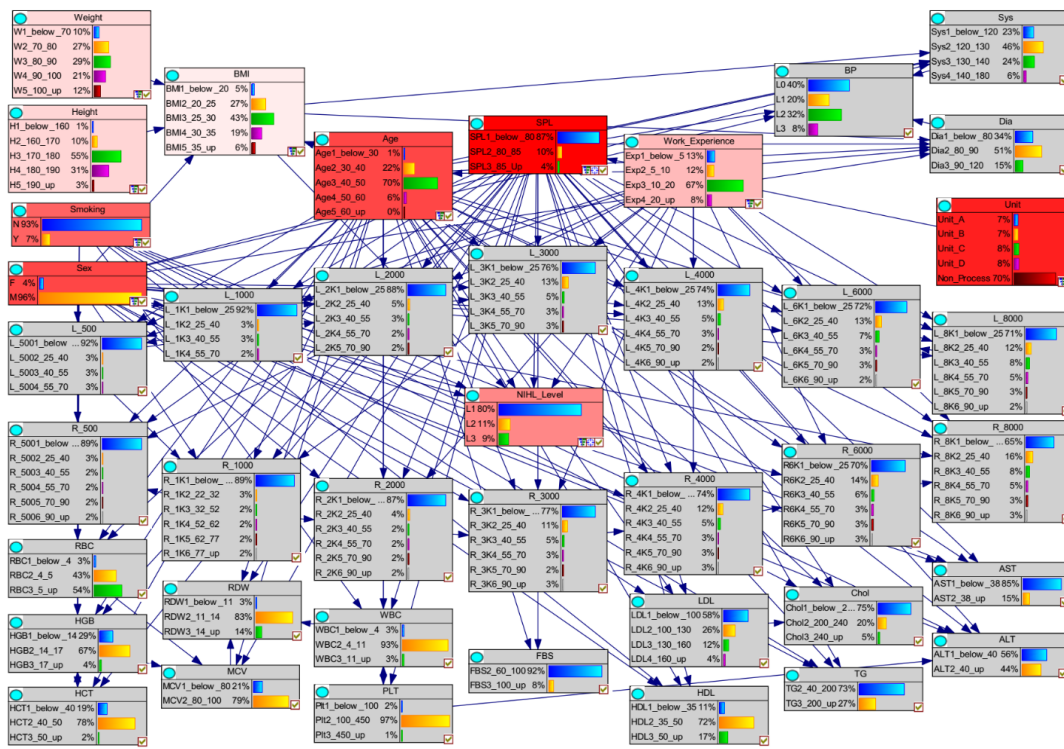 Weight
W1_below_70 10%
W2_70_80 27%
W3_80_90 29%
W4_90_100 21%
W5_100_up 12%
Height
H1_below_160 1%
H2_160_170 10%
H3_170_180 55%
H4_180_190 31%
H5_190_up 3%
Smoking
N 93%
Y 7%
Sex
F 4%
M 96%
BMI
BMI1_below_20 5%
BMI2_20_25 27%
BMI3_25_30 43%
BMI4_30_35 19%
BMI5_35_up 6%
Age
Age1_below_30 1%
Age2_30_40 22%
Age3_40_50 70%
Age4_50_60 6%
Age5_60_up 0%
SPL
SPL1_below_80 87%
SPL2_80_85 10%
SPL3_85_Up 4%
Work_Experience
Exp1_below_5 13%
Exp2_5_10 12%
Exp3_10_20 67%
Exp4_20_up 8%
BP
L0 40%
L1 20%
L2 32%
L3 8%
Sys
Sys1_below_120 23%
Sys2_120_130 46%
Sys3_130_140 24%
Sys4_140_180 6%
Dia
Dia1_below_80 34%
Dia2_80_90 51%
Dia3_90_120 15%
Unit
Unit_A 7%
Unit_B 7%
Unit_C 8%
Unit_D 8%
Non_Process 70%
L_500
L_5001_below_... 92%
L_5002_25_40 3%
L_5003_40_55 3%
L_5004_55_70 3%
L_1000
L_1K1_below_25 92%
L_1K2_25_40 3%
L_1K3_40_55 3%
L_1K4_55_70 2%
L_2000
L_2K1_below_25 88%
L_2K2_25_40 5%
L_2K3_40_55 3%
L_2K4_55_70 2%
L_2K5_70_90 2%
L_3000
L_3K1_below_25 76%
L_3K2_25_40 13%
L_3K3_40_55 5%
L_3K4_55_70 3%
L_3K5_70_90 3%
L_4000
L_4K1_below_25 74%
L_4K2_25_40 13%
L_4K3_40_55 5%
L_4K4_55_70 3%
L_4K5_70_90 2%
L_4K6_90_up 2%
L_6000
L_6K1_below_25 72%
L_6K2_25_40 13%
L_6K3_40_55 7%
L_6K4_55_70 3%
L_6K5_70_90 3%
L_6K6_90_up 2%
L_8000
L_8K1_below_25 71%
L_8K2_25_40 12%
L_8K3_40_55 8%
L_8K4_55_70 5%
L_8K5_70_90 3%
L_8K6_90_up 2%
NIHL_Level
L1 80%
L2 11%
L3 9%
R_500
R_5001_below_... 89%
R_5002_25_40 3%
R_5003_40_55 2%
R_5004_55_70 2%
R_5005_70_90 2%
R_5006_90_up 2%
R_1000
R_1K1_below_... 89%
R_1K2_22_32 3%
R_1K3_32_52 2%
R_1K4_52_62 2%
R_1K5_62_77 2%
R_1K6_77_up 2%
R_2000
R_2K1_below_... 87%
R_2K2_25_40 4%
R_2K3_40_55 2%
R_2K4_55_70 2%
R_2K5_70_90 2%
R_2K6_90_up 2%
R_3000
R_3K1_below_... 77%
R_3K2_25_40 11%
R_3K3_40_55 5%
R_3K4_55_70 3%
R_3K5_70_90 2%
R_3K6_90_up 3%
R_4000
R_4K1_below_... 74%
R_4K2_25_40 12%
R_4K3_40_55 5%
R_4K4_55_70 3%
R_4K5_70_90 3%
R_4K6_90_up 3%
R_6000
R6K1_below_25 70%
R6K2_25_40 14%
R6K3_40_55 6%
R6K4_55_70 3%
R6K5_70_90 3%
R6K6_90_up 3%
R_8000
R_8K1_below_... 65%
R_8K2_25_40 16%
R_8K3_40_55 8%
R_8K4_55_70 5%
R_8K5_70_90 3%
R_8K6_90_up 3%
RBC
RBC1_below_4 3%
RBC2_4_5 43%
RBC3_5_up 54%
HGB
HGB1_below_14 29%
HGB2_14_17 67%
HGB3_17_up 4%
HCT
HCT1_below_40 19%
HCT2_40_50 78%
HCT3_50_up 2%
RDW
RDW1_below_11 3%
RDW2_11_14 83%
RDW3_14_up 14%
MCV
MCV1_below_80 21%
MCV2_80_100 79%
WBC
WBC1_below_4 3%
WBC2_4_11 93%
WBC3_11_up 3%
PLT
Plt1_below_100 2%
Plt2_100_450 97%
Plt3_450_up 1%
FBS
FBS2_60_100 92%
FBS3_100_up 8%
LDL
LDL1_below_100 58%
LDL2_100_130 26%
LDL3_130_160 12%
LDL4_160_up 4%
HDL
HDL1_below_35 11%
HDL2_35_50 72%
HDL3_50_up 17%
Chol
Chol1_below_2... 75%
Chol2_200_240 20%
Chol3_240_up 5%
TG
TG2_40_200 73%
TG3_200_up 27%
AST
AST1_below_38 85%
AST2_38_up 15%
ALT
ALT1_below_40 56%
ALT2_40_up 44%